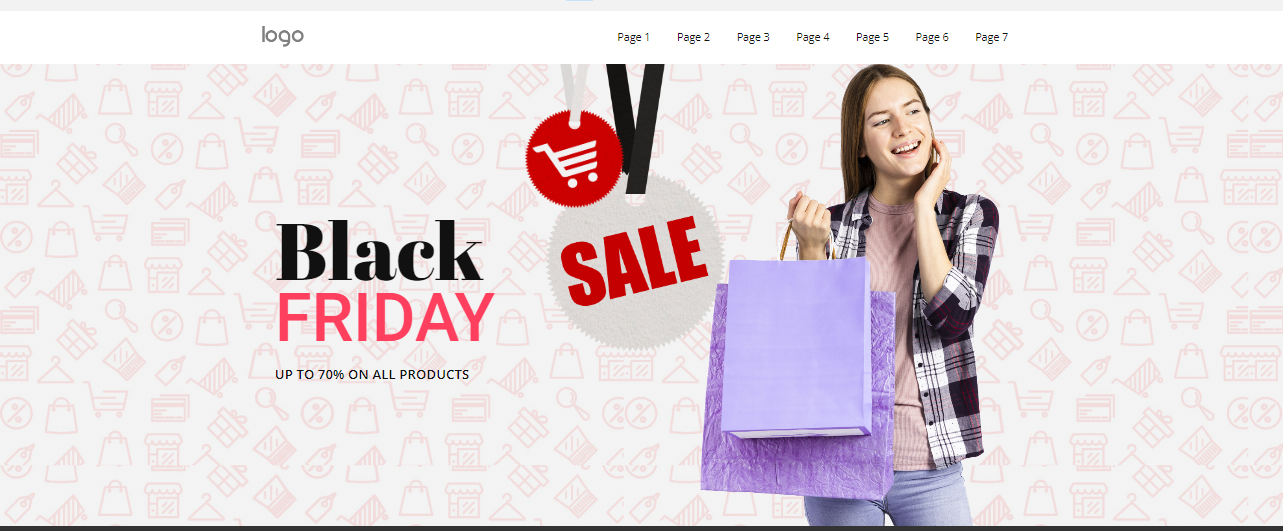 logo
Page 1 Page 2 Page 3 Page 4 Page 5 Page 6 Page 7
SALE
Black
FRIDAY
UP TO 70% ON ALL PRODUCTS